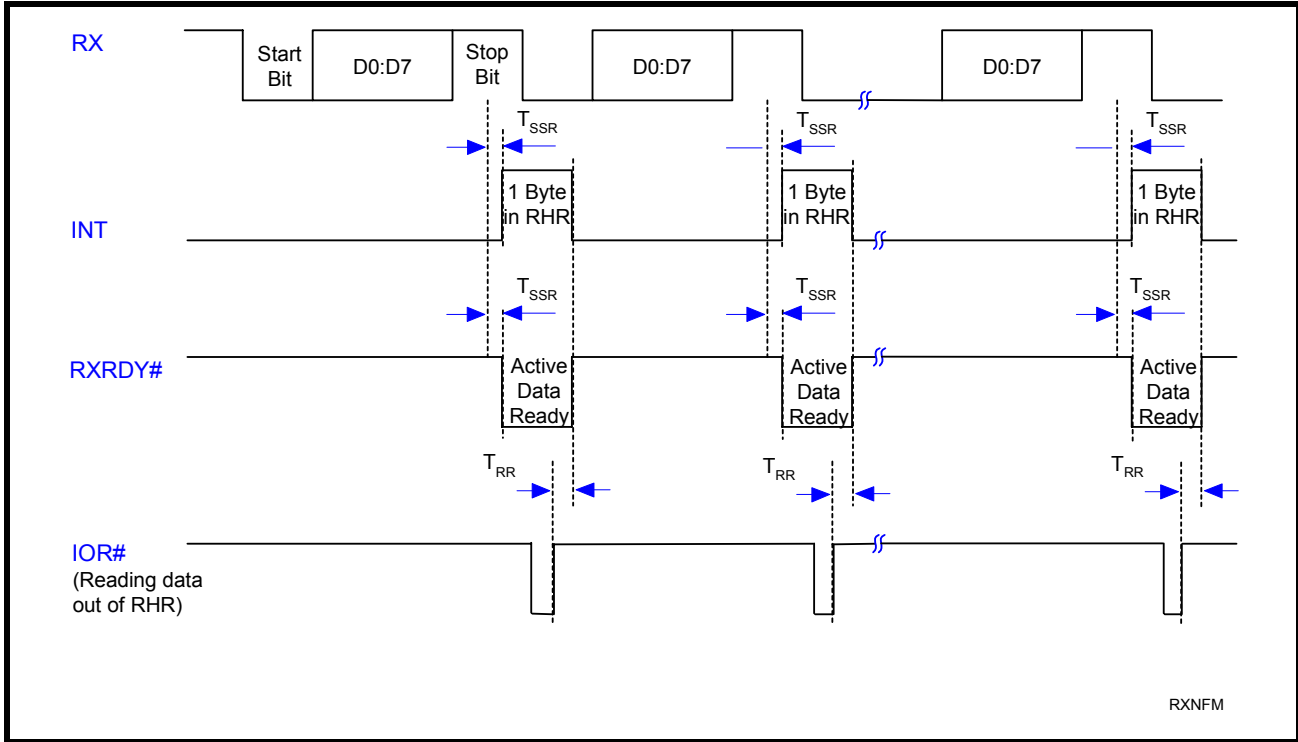 RX
Start
Bit
D0:D7
Stop
Bit
D0:D7
D0:D7
TSSR
TSSR
TSSR
INT
1 Byte
in RHR
1 Byte
in RHR
1 Byte
in RHR
TSSR
TSSR
TSSR
RXRDY#
Active
Data
Ready
Active
Data
Ready
Active
Data
Ready
TRR
TRR
TRR
IOR#
(Reading data
out of RHR)
RXNFM